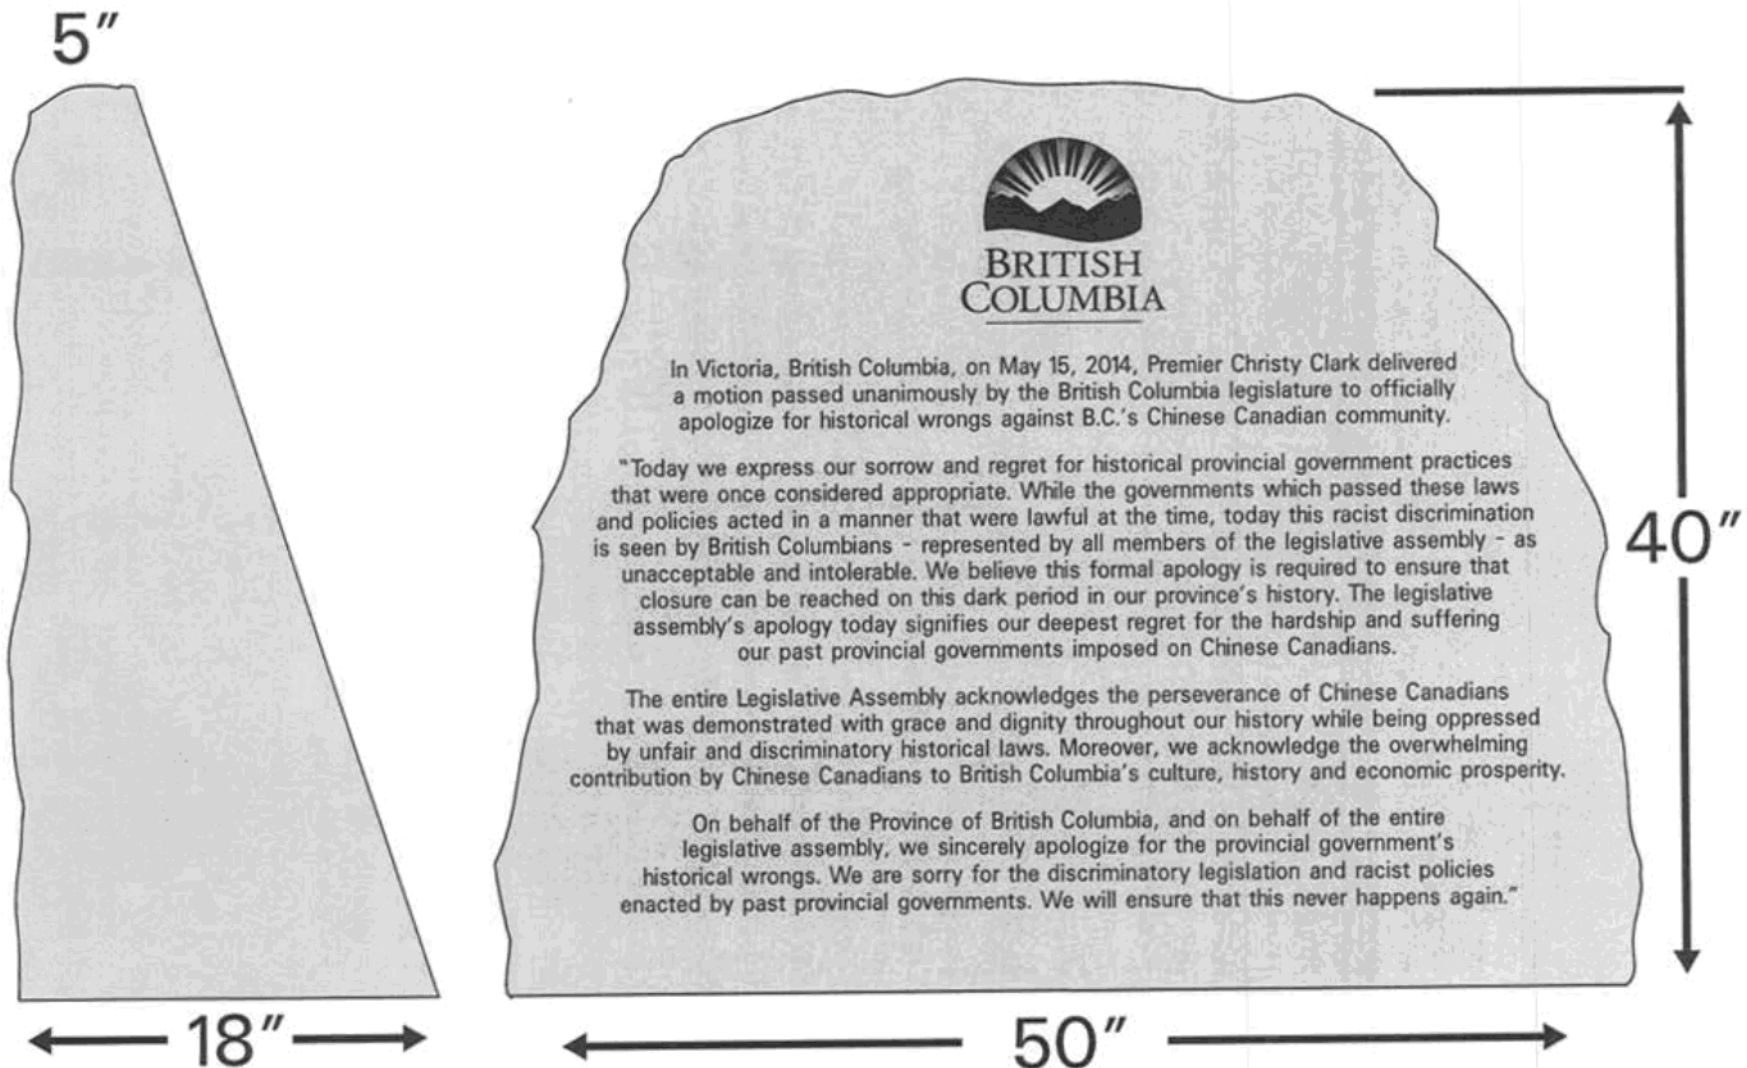 5"
BRITISH
COLUMBIA
In Victoria, British Columbia, on May 15, 2014, Premier Christy Clark delivered
a motion passed unanimously by the British Columbia legislature to officially
apologize for historical wrongs against B.C.'s Chinese Canadian community.
"Today we express our sorrow and regret for historical provincial government practices
that were once considered appropriate. While the governments which passed these laws
and policies acted in a manner that were lawful at the time, today this racist discrimination
is seen by British Columbians - represented by all members of the legislative assembly - as
unacceptable and intolerable. We believe this formal apology is required to ensure that
closure can be reached on this dark period in our province's history. The legislative
assembly's apology today signifies our deepest regret for the hardship and suffering
our past provincial governments imposed on Chinese Canadians.
The entire Legislative Assembly acknowledges the perseverance of Chinese Canadians
that was demonstrated with grace and dignity throughout our history while being oppressed
by unfair and discriminatory historical laws. Moreover, we acknowledge the overwhelming
contribution by Chinese Canadians to British Columbia's culture, history and economic prosperity.
On behalf of the Province of British Columbia, and on behalf of the entire
legislative assembly, we sincerely apologize for the provincial government's
historical wrongs. We are sorry for the discriminatory legislation and racist policies
enacted by past provincial governments. We will ensure that this never happens again."
40"
18"
50"